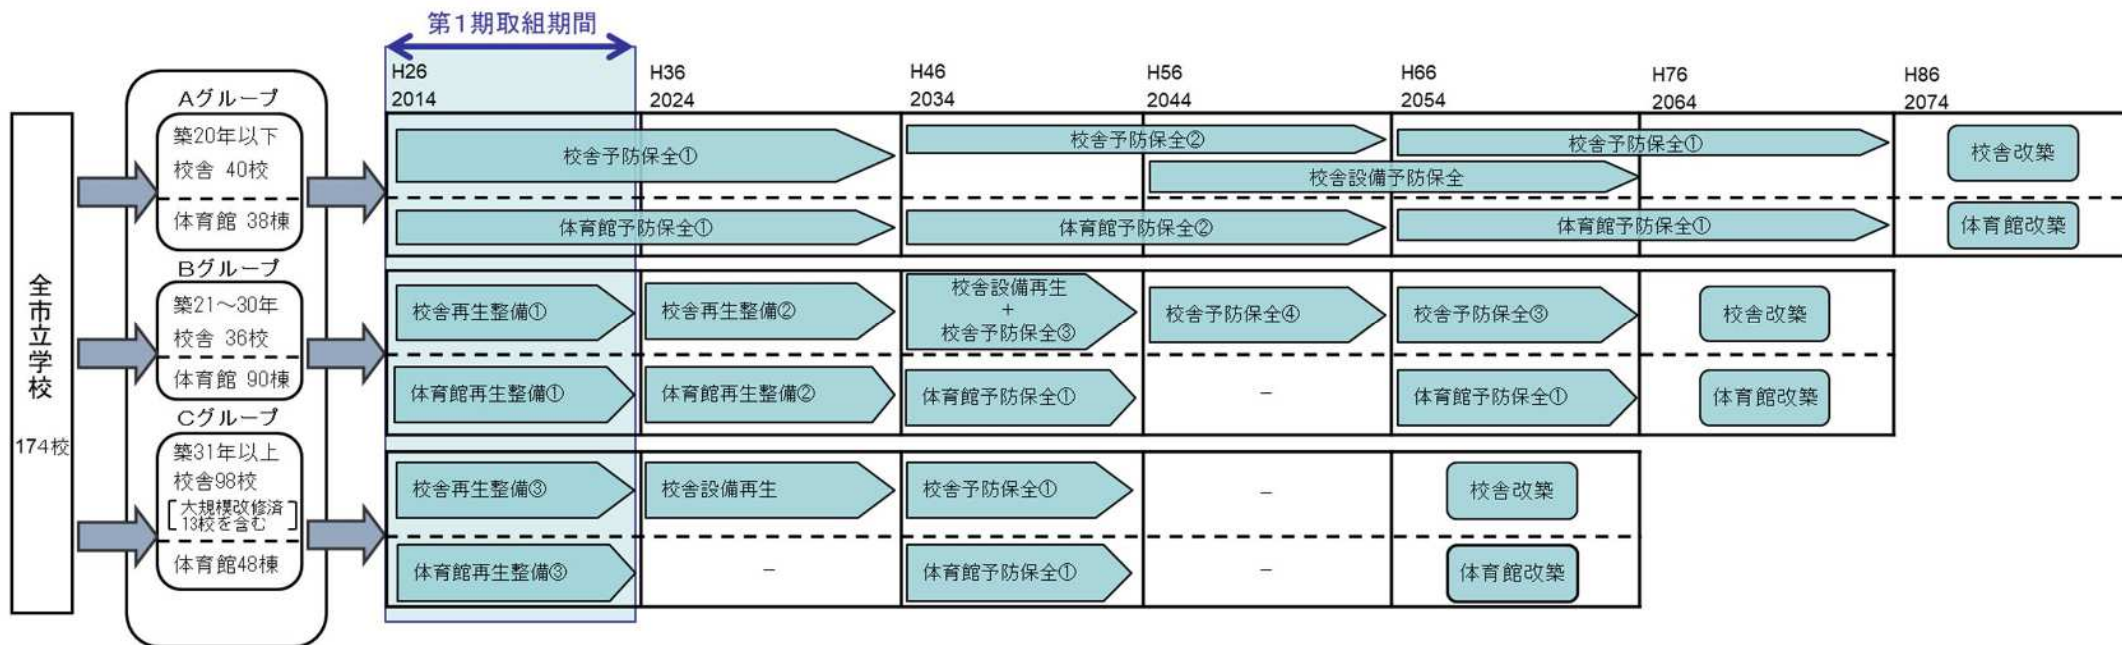 第1期取組期間
H26
2014
H36
2024
H46
2034
H56
2044
H66
2054
H76
2064
H86
2074
全市立学校
174校
Aグループ
築20年以下
校舎 40校
体育館 38棟
校舎予防保全①
校舎予防保全②
校舎予防保全①
校舎設備予防保全
校舎改築
体育館予防保全①
体育館予防保全②
体育館予防保全①
体育館改築
Bグループ
築21～30年
校舎 36校
体育館 90棟
校舎再生整備①
校舎再生整備②
校舎設備再生
+
校舎予防保全③
校舎予防保全④
校舎予防保全③
校舎改築
体育館再生整備①
体育館再生整備②
体育館予防保全①
－
体育館予防保全①
体育館改築
Cグループ
築31年以上
校舎98校
[大規模改修済
13校を含む]
体育館48棟
校舎再生整備③
校舎設備再生
校舎予防保全①
－
校舎改築
体育館再生整備③
－
体育館予防保全①
－
体育館改築